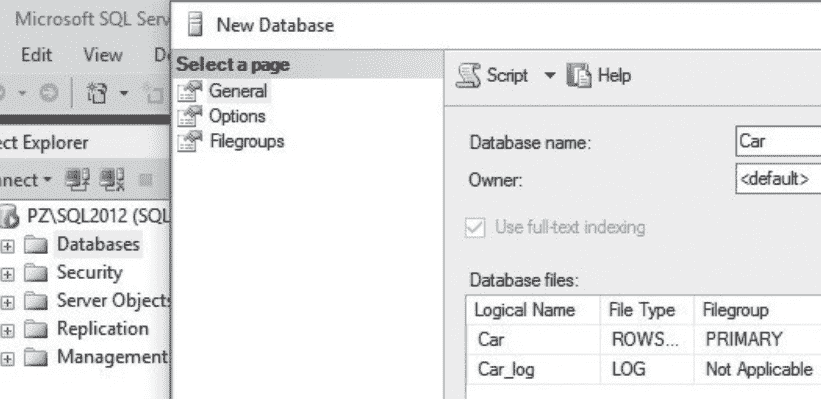 Microsoft SQL Serv
New Database
Edit View D
Select a page
General
Options
Filegroups
Script Help
ect Explorer
nnect
PZ\SQL2012 (SQL
Databases
Security
Server Objects
Replication
Management
Database name: Car
Owner: <default>
Use full-text indexing
Database files:
Logical Name File Type Filegroup
Car ROWS... PRIMARY
Car_log LOG Not Applicable